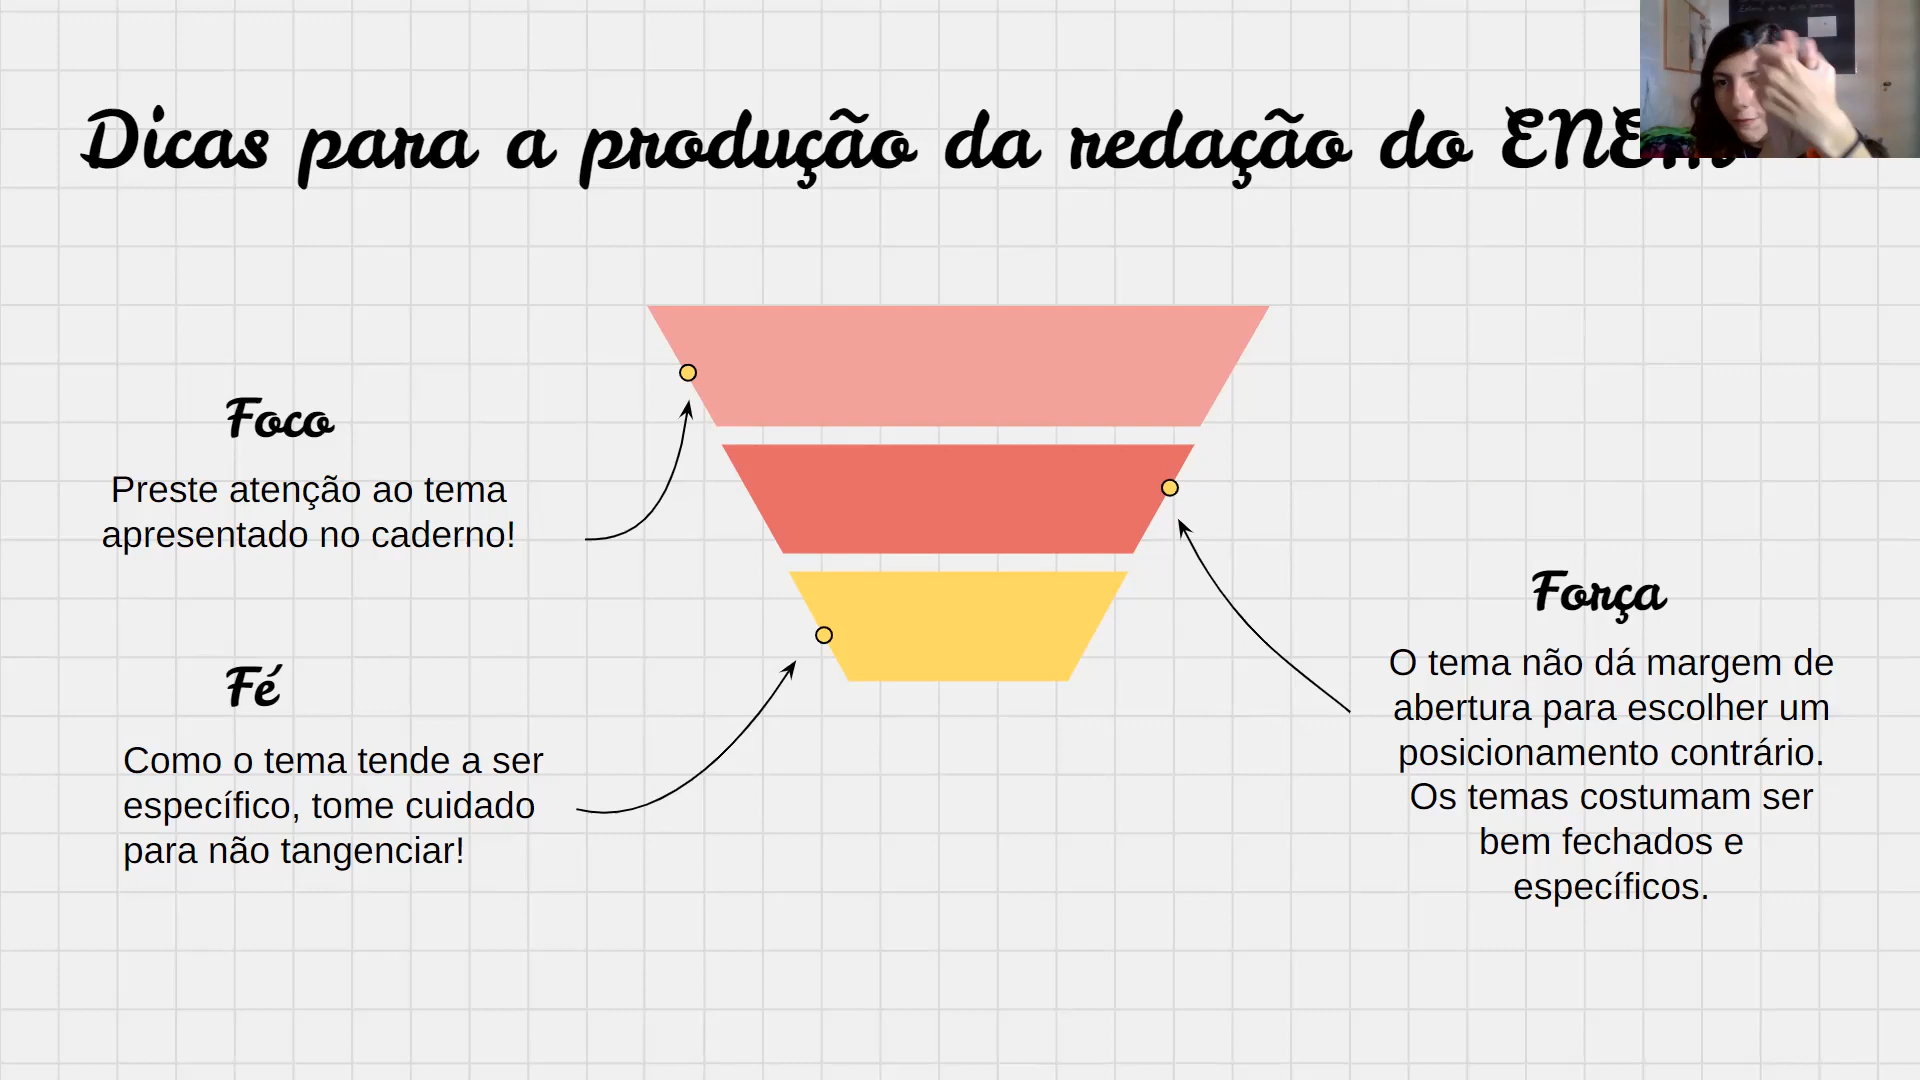 Dicas para a produção da redação do ENEM
Foco
Preste atenção ao tema
apresentado no caderno!
Fé
Como o tema tende a ser
específico, tome cuidado
para não tangenciar!
Força
O tema não dá margem de
abertura para escolher um
posicionamento contrário.
Os temas costumam ser
bem fechados e
específicos.